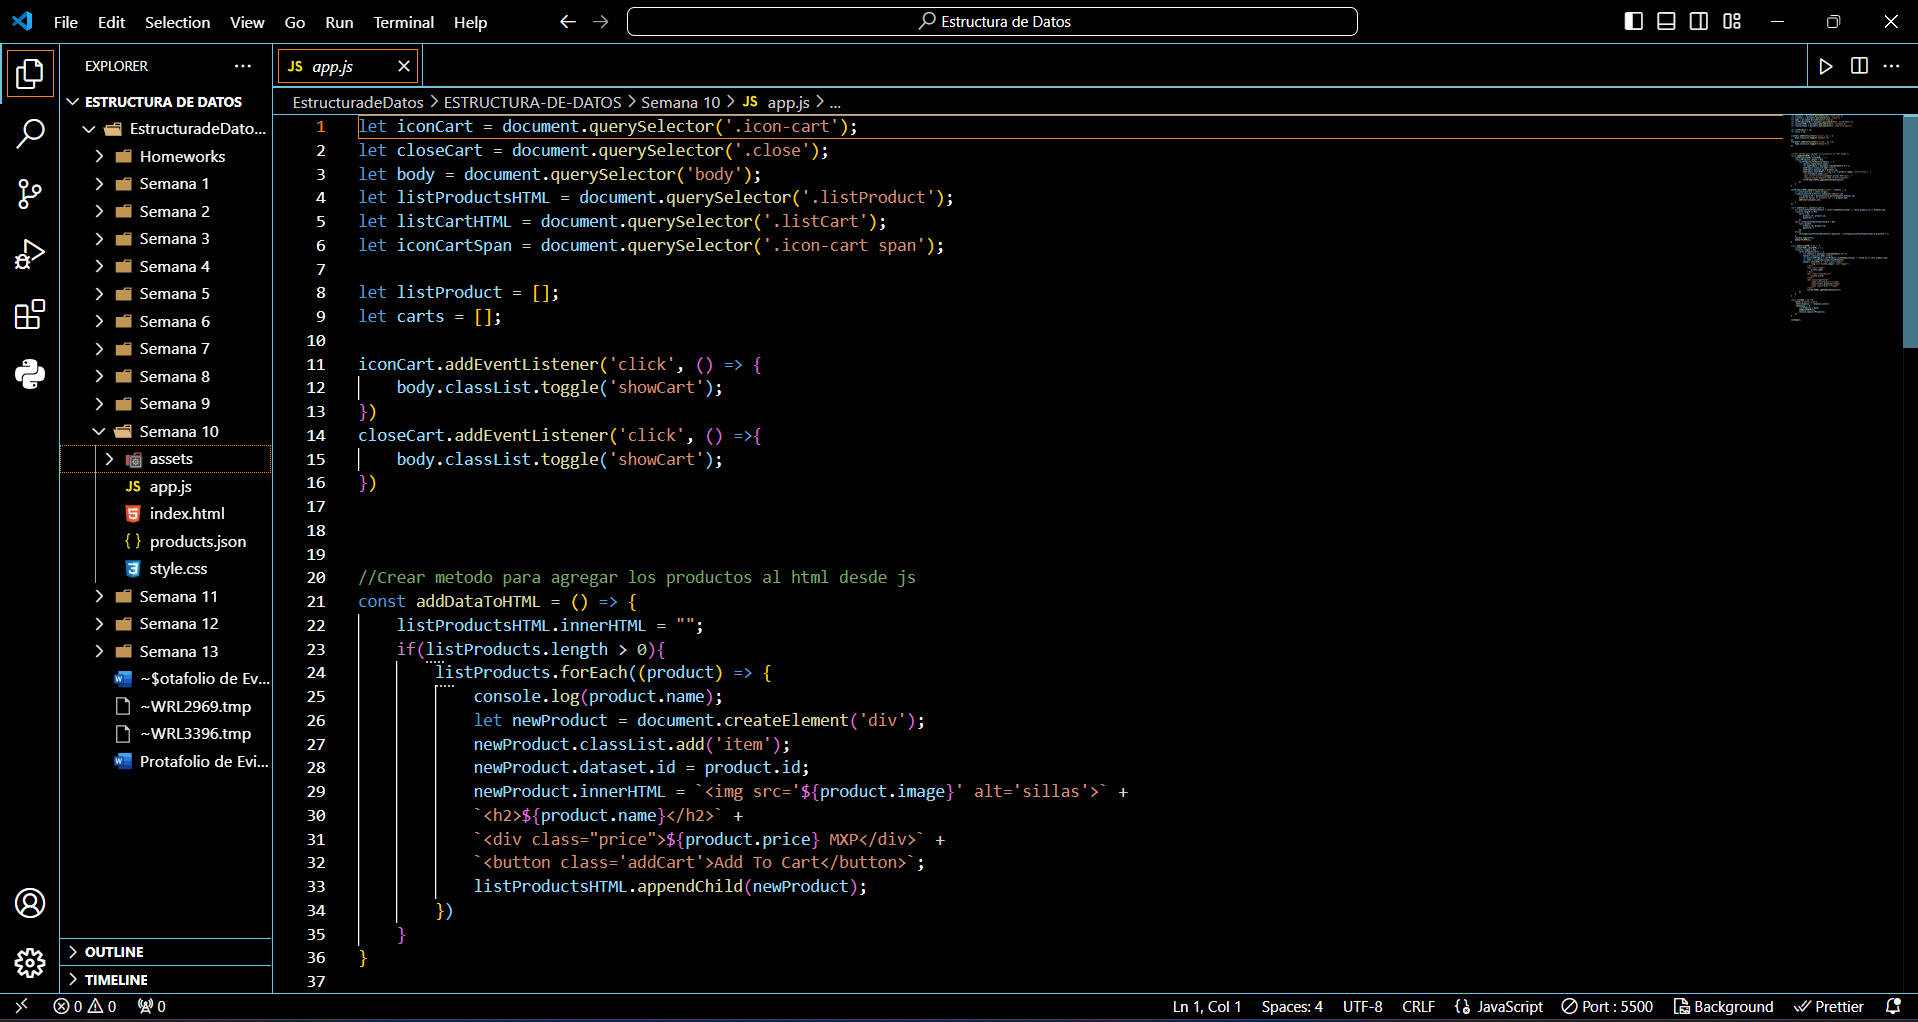 File Edit Selection View Go Run Terminal Help
Estructura de Datos
EXPLORER
ESTRUCTURA DE DATOS
EstructuradeDato...
Homeworks
Semana 1
Semana 2
Semana 3
Semana 4
Semana 5
Semana 6
Semana 7
Semana 8
Semana 9
Semana 10
assets
JS app.js
index.html
{} products.json
style.css
Semana 11
Semana 12
Semana 13
~$otafolio de Ev...
~WRL2969.tmp
~WRL3396.tmp
Protafolio de Evi...
OUTLINE
TIMELINE
JS app.js
EstructuradeDatos > ESTRUCTURA-DE-DATOS > Semana 10 > JS app.js > ...
1 let iconCart = document.querySelector('.icon-cart');
2 let closeCart = document.querySelector('.close');
3 let body = document.querySelector('body');
4 let listProductsHTML = document.querySelector('.listProduct');
5 let listCartHTML = document.querySelector('.listCart');
6 let iconCartSpan = document.querySelector('.icon-cart span');
7
8 let listProduct = [];
9 let carts = [];
10
11 iconCart.addEventListener('click', () => {
12     body.classList.toggle('showCart');
13 })
14 closeCart.addEventListener('click', () =>{
15     body.classList.toggle('showCart');
16 })
17
18
19
20 //Crear metodo para agregar los productos al html desde js
21 const addDataToHTML = () => {
22     listProductsHTML.innerHTML = "";
23     if(listProducts.length > 0){
24         listProducts.forEach((product) => {
25             console.log(product.name);
26             let newProduct = document.createElement('div');
27             newProduct.classList.add('item');
28             newProduct.dataset.id = product.id;
29             newProduct.innerHTML = `<img src='${product.image}' alt='sillas'>` +
30             `<h2>${product.name}</h2>` +
31             `<div class="price">${product.price} MXP</div>` +
32             `<button class='addCart'>Add To Cart</button>`;
33             listProductsHTML.appendChild(newProduct);
34         })
35     }
36 }
37
0 0 0
Ln 1, Col 1 Spaces: 4 UTF-8 CRLF {} JavaScript Port : 5500 Background Prettier